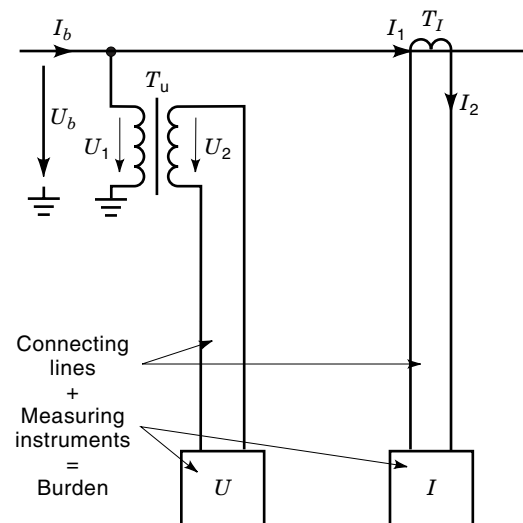 I_b
I_1
T_I
I_2
U_b
T_u
U_1
U_2
Connecting
lines
+
Measuring
instruments
=
Burden
U
I